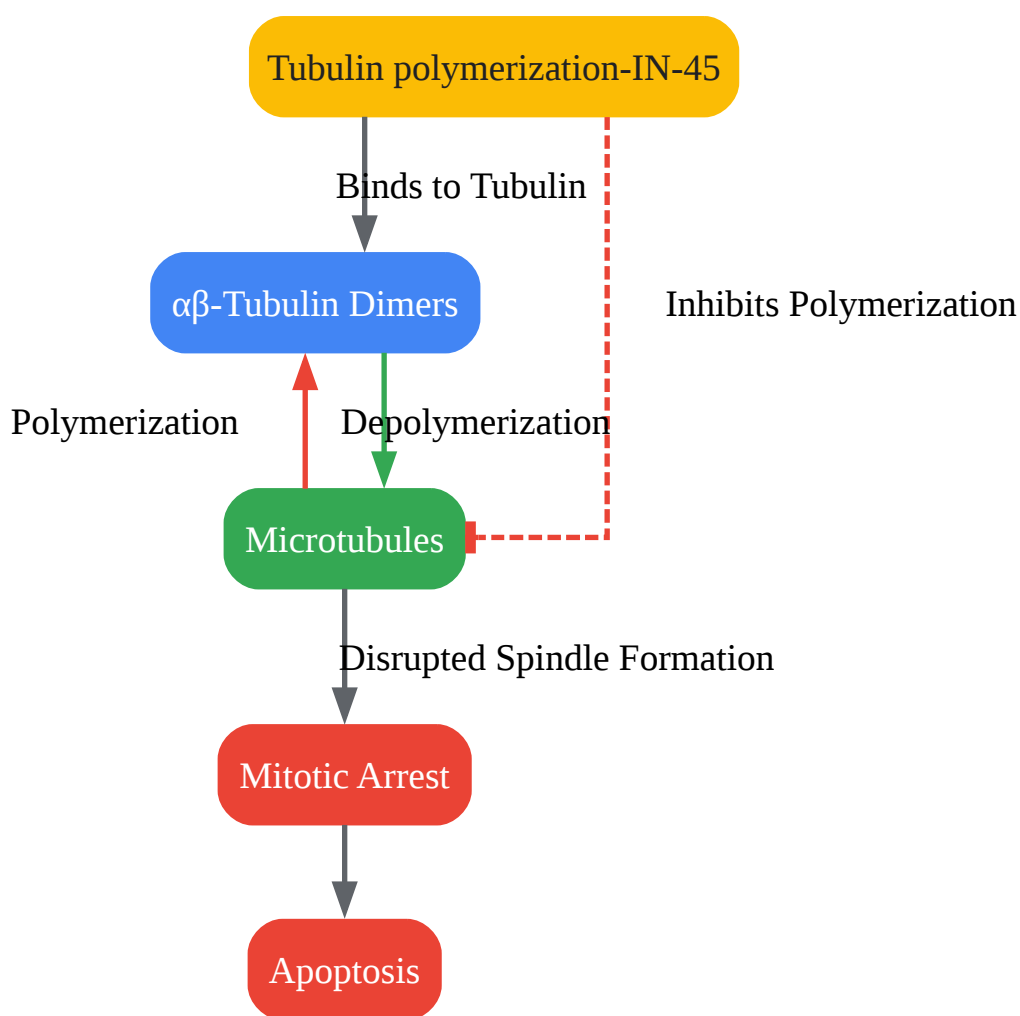 Tubulin polymerization-IN-45
Binds to Tubulin
αβ-Tubulin Dimers
Inhibits Polymerization
Polymerization
Depolymerization
Microtubules
Disrupted Spindle Formation
Mitotic Arrest
Apoptosis